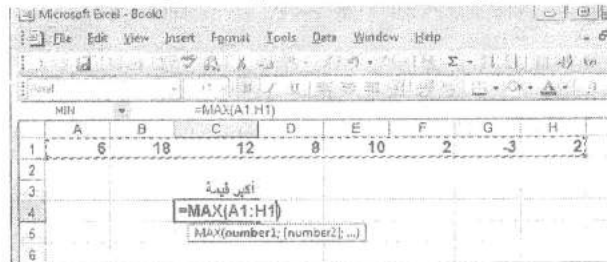 Microsoft Excel - Book1
File Edit View Insert Format Tools Data Window Help
Σ
MIN =MAX(A1:H1)
A B C D E F G H
1 6 18 12 8 10 2 -3 2
2
3 أكبر قيمة
4 =MAX(A1:H1)
5 MAX(number1; [number2]; ...)
6